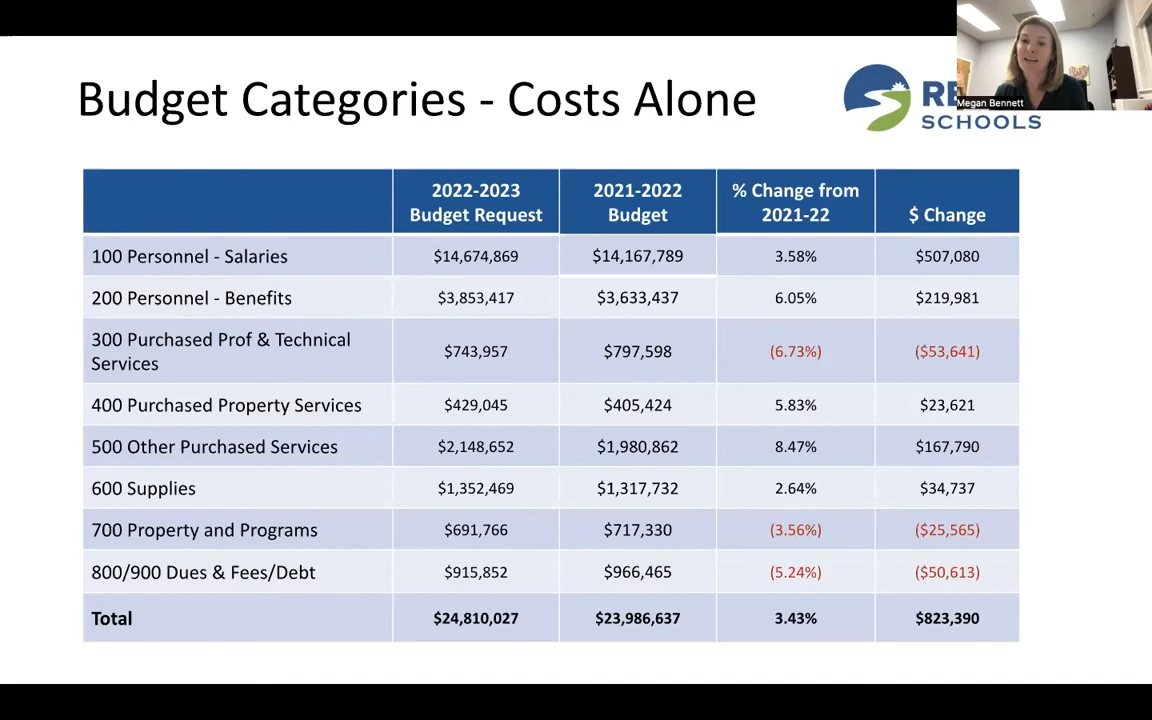 Budget Categories - Costs Alone
RE
SCHOOLS
Megan Bennett
2022-2023 Budget Request 2021-2022 Budget % Change from 2021-22 $ Change
100 Personnel - Salaries $14,674,869 $14,167,789 3.58% $507,080
200 Personnel - Benefits $3,853,417 $3,633,437 6.05% $219,981
300 Purchased Prof & Technical Services $743,957 $797,598 (6.73%) ($53,641)
400 Purchased Property Services $429,045 $405,424 5.83% $23,621
500 Other Purchased Services $2,148,652 $1,980,862 8.47% $167,790
600 Supplies $1,352,469 $1,317,732 2.64% $34,737
700 Property and Programs $691,766 $717,330 (3.56%) ($25,565)
800/900 Dues & Fees/Debt $915,852 $966,465 (5.24%) ($50,613)
Total $24,810,027 $23,986,637 3.43% $823,390